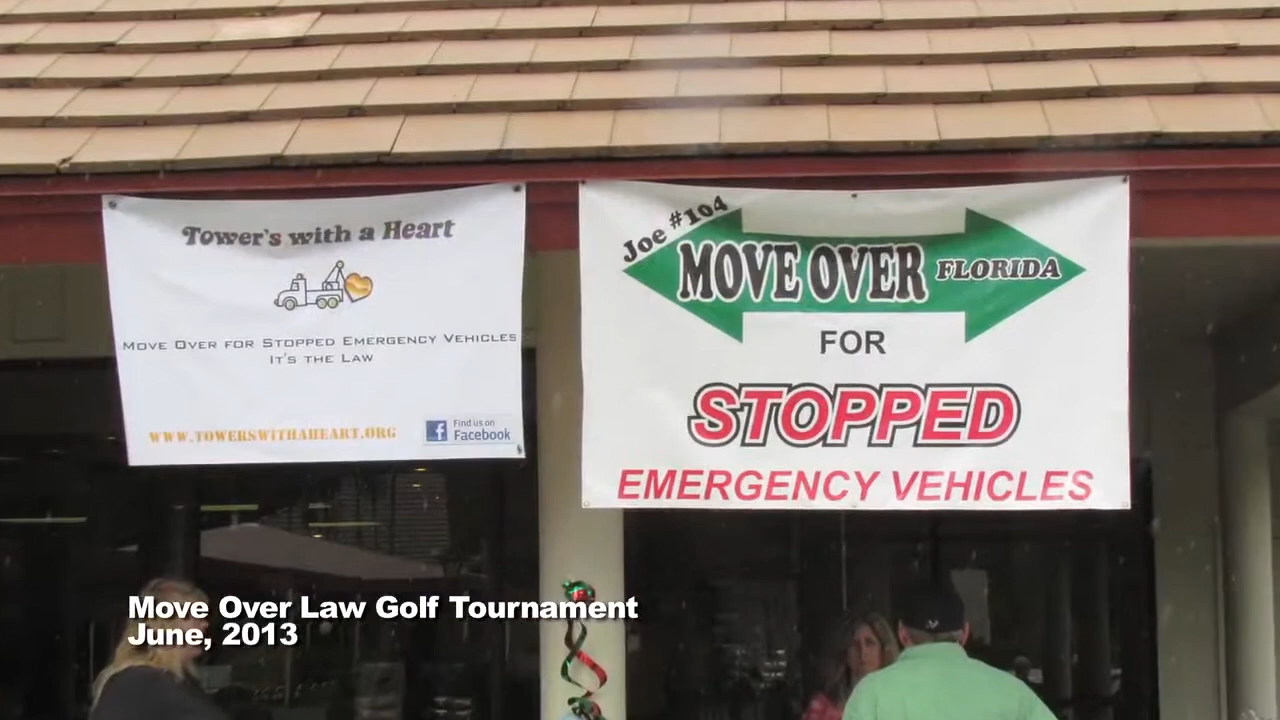 Tower's with a Heart
Move Over for Stopped Emergency Vehicles
It's the Law
WWW.TOWERSWITHAHEART.ORG
Find us on
Facebook
Joe #104
MOVE OVER FLORIDA
FOR
STOPPED
EMERGENCY VEHICLES
Move Over Law Golf Tournament
June, 2013